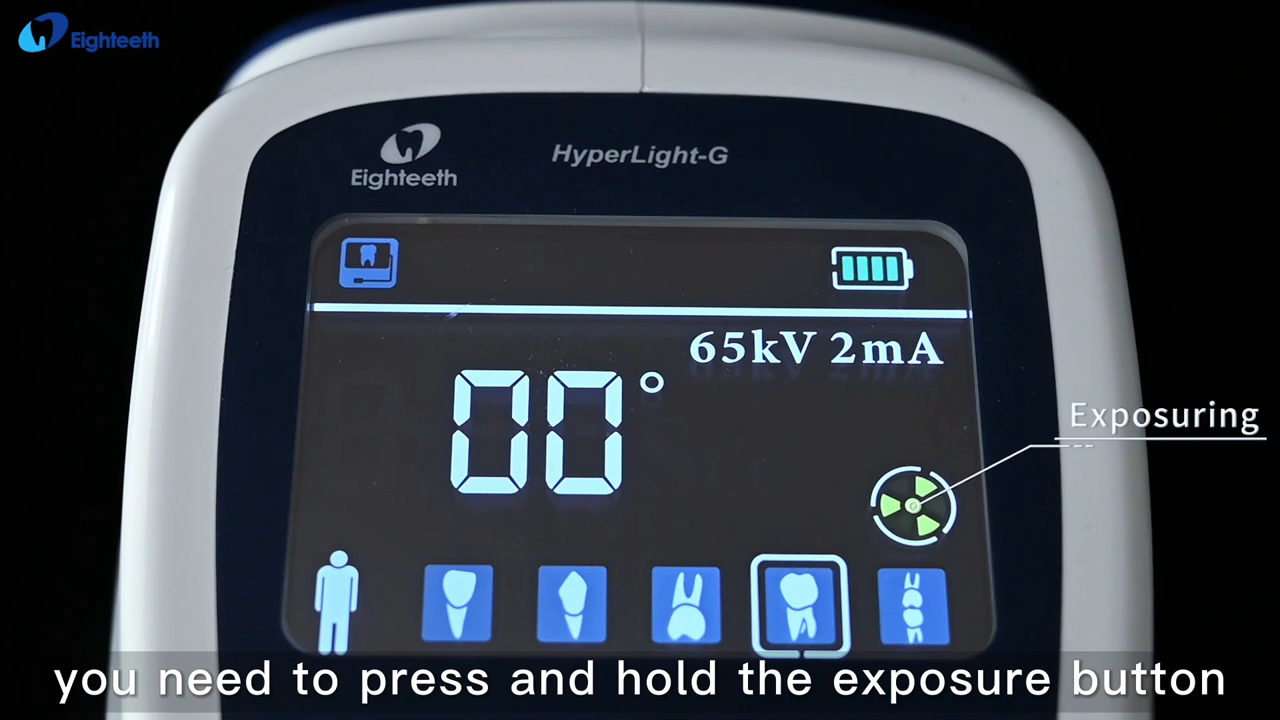 Eighteeth
Eighteeth
HyperLight-G
65kV 2mA
00°
Exposuring
you need to press and hold the exposure button